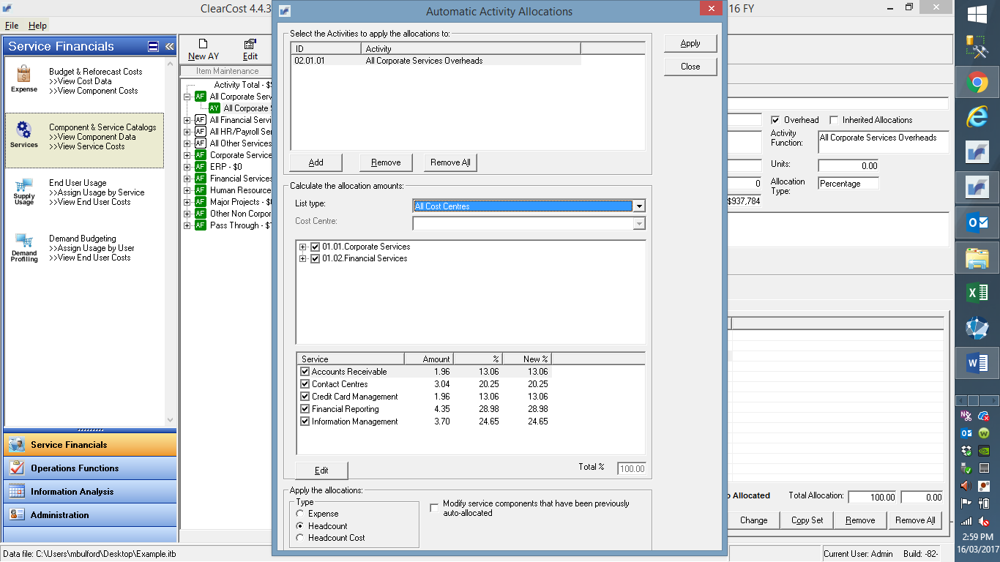 ClearCost 4.4.3
16 FY
File Help
Service Financials
Expense
Budget & Reforecast Costs
>>View Cost Data
>>View Component Costs
Services
Component & Service Catalogs
>>View Component Data
>>View Service Costs
Supply Usage
End User Usage
>>Assign Usage by Service
>>View End User Costs
Demand Profiling
Demand Budgeting
>>Assign Usage by User
>>View End User Costs
Service Financials
Operations Functions
Information Analysis
Administration
Data file: C:\Users\mbulford\Desktop\Example.itb
New AY
Edit
Item Maintenance
Activity Total - $
AF All Corporate Serv
AY All Corporate S
AF All Financial Servi
AF All HR/Payroll Ser
AF All Other Services
AF Corporate Service
AF ERP - $0
AF Financial Services
AF Human Resource
AF Major Projects - $
AF Other Non Corpor
AF Pass Through - $
Automatic Activity Allocations
Select the Activities to apply the allocations to:
ID Activity
02.01.01 All Corporate Services Overheads
Add Remove Remove All
Apply
Close
Calculate the allocation amounts:
List type: All Cost Centres
Cost Centre:
01.01.Corporate Services
01.02.Financial Services
Service Amount % New %
Accounts Receivable 1.96 13.06 13.06
Contact Centres 3.04 20.25 20.25
Credit Card Management 1.96 13.06 13.06
Financial Reporting 4.35 28.98 28.98
Information Management 3.70 24.65 24.65
Edit
Total % 100.00
Apply the allocations:
Type
Expense
Headcount
Headcount Cost
Modify service components that have been previously
auto-allocated
Overhead Inherited Allocations
Activity
Function: All Corporate Services Overheads
Units: 0.00
0
Allocation
Type: Percentage
$937,784
o Allocated Total Allocation: 100.00 0.00
Change Copy Set Remove Remove All
Current User: Admin Build: -82-
2:59 PM
16/03/2017